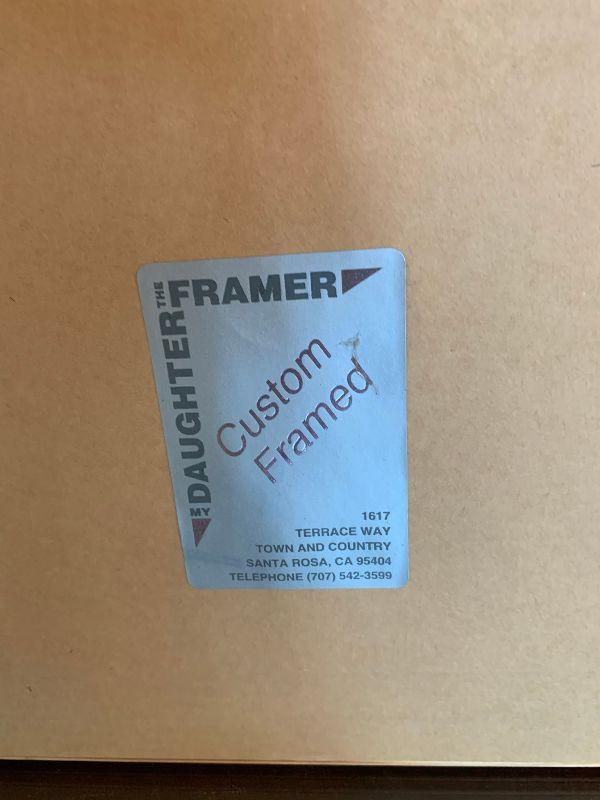 MY DAUGHTER THE
FRAMER
Custom
Framed
1617
TERRACE WAY
TOWN AND COUNTRY
SANTA ROSA, CA 95404
TELEPHONE (707) 542-3599